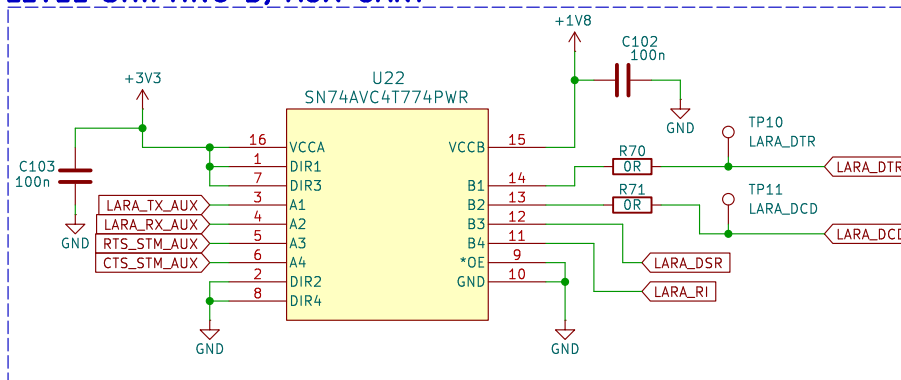 +1V8
C102
100n
GND
+3V3
C103
100n
GND
U22
SN74AVC4T774PWR
16 VCCA
1 DIR1
7 DIR3
3 A1
4 A2
5 A3
6 A4
2 DIR2
8 DIR4
VCCB 15
B1 14
B2 13
B3 12
B4 11
*OE 9
GND 10
LARA_TX_AUX
LARA_RX_AUX
RTS_STM_AUX
CTS_STM_AUX
GND
R70
0R
R71
0R
TP10
LARA_DTR
LARA_DTR
TP11
LARA_DCD
LARA_DCD
LARA_DSR
LARA_RI
GND